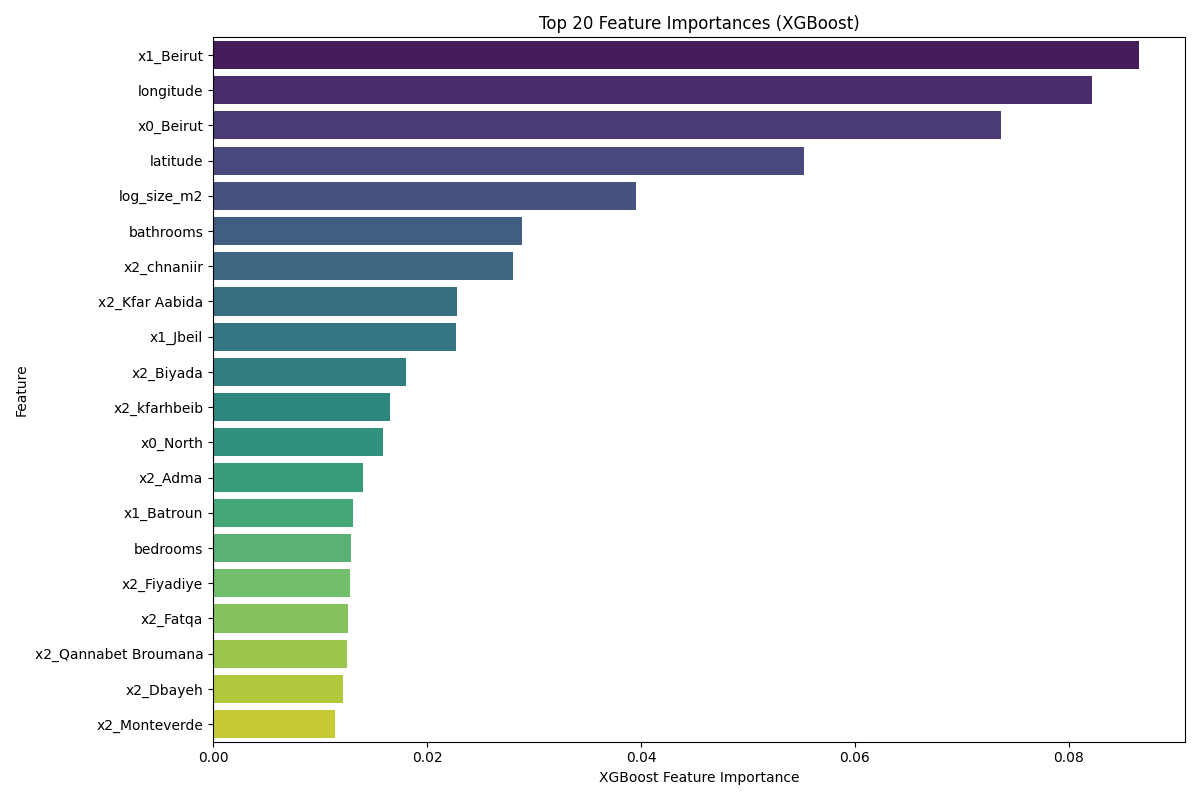 Top 20 Feature Importances (XGBoost)
x1_Beirut
longitude
x0_Beirut
latitude
log_size_m2
bathrooms
x2_chnaniir
x2_Kfar Aabida
x1_Jbeil
x2_Biyada
x2_kfarhbeib
x0_North
x2_Adma
x1_Batroun
bedrooms
x2_Fiyadiye
x2_Fatqa
x2_Qannabet Broumana
x2_Dbayeh
x2_Monteverde
Feature
0.00 0.02 0.04 0.06 0.08
XGBoost Feature Importance